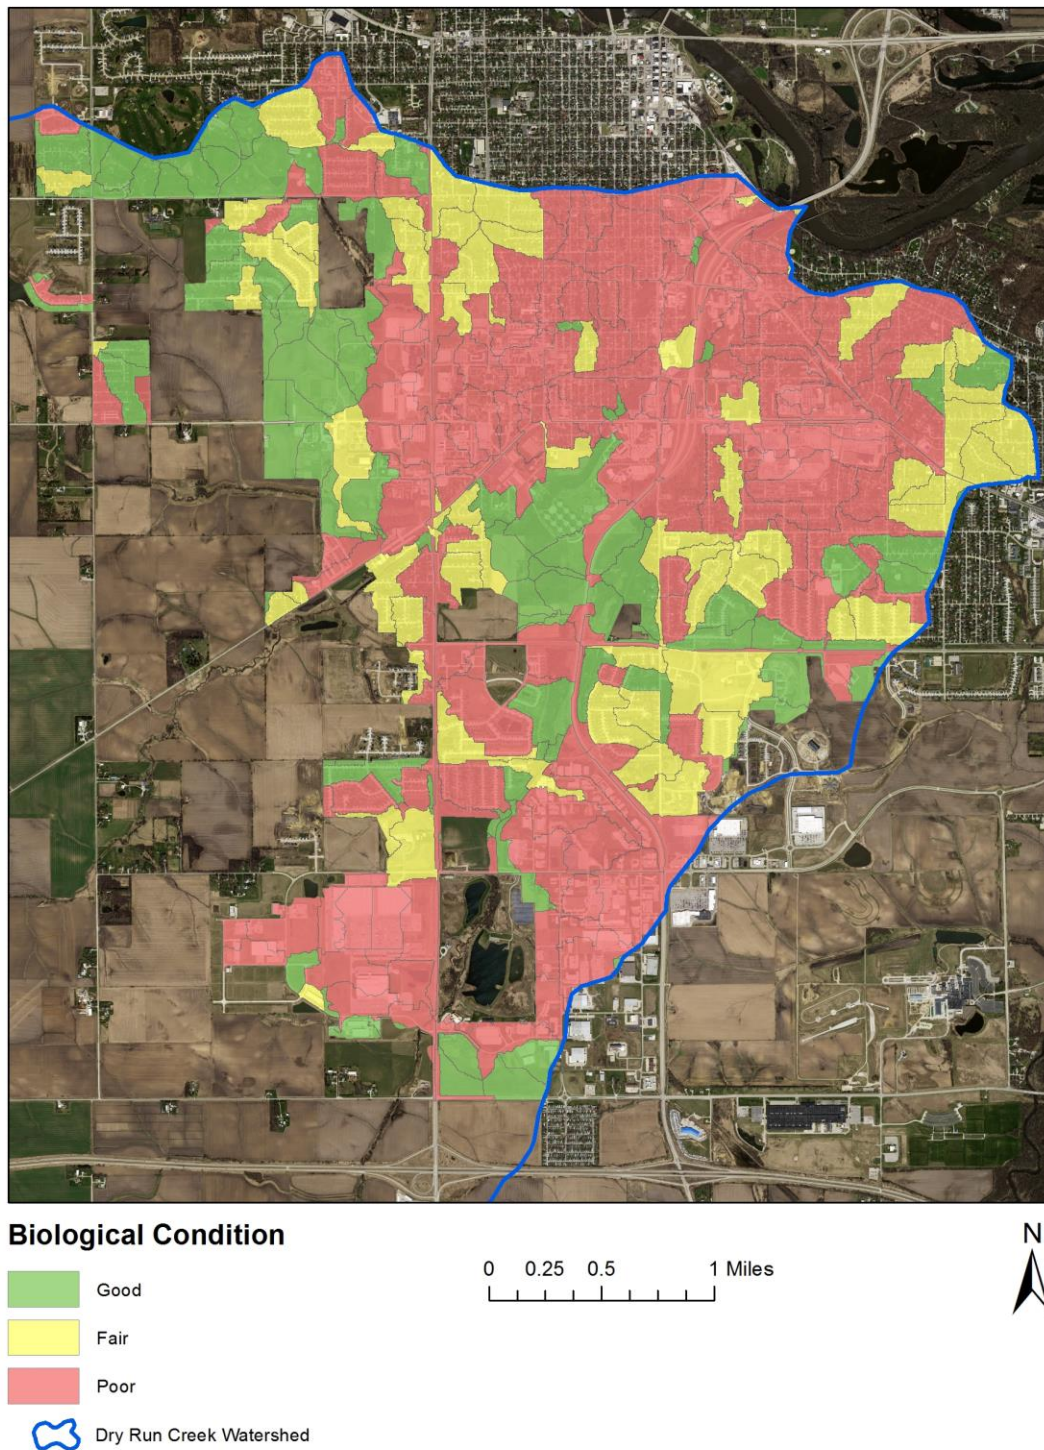 Biological Condition
Good
Fair
Poor
Dry Run Creek Watershed
0 0.25 0.5 1 Miles
N